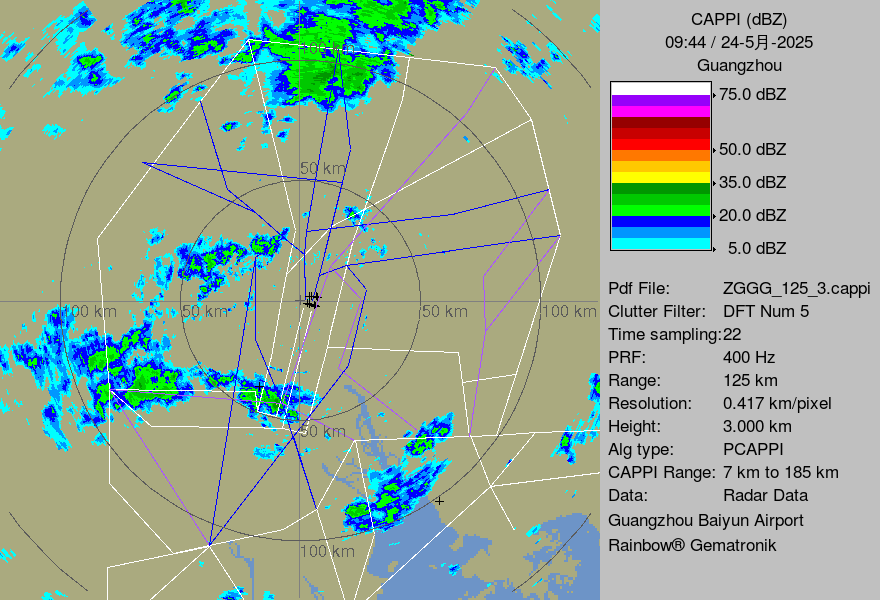 CAPPI (dBZ)
09:44 / 24-5月-2025
Guangzhou
75.0 dBZ
50.0 dBZ
35.0 dBZ
20.0 dBZ
5.0 dBZ
Pdf File: ZGGG_125_3.cappi
Clutter Filter: DFT Num 5
Time sampling:22
PRF: 400 Hz
Range: 125 km
Resolution: 0.417 km/pixel
Height: 3.000 km
Alg type: PCAPPI
CAPPI Range: 7 km to 185 km
Data: Radar Data
Guangzhou Baiyun Airport
Rainbow® Gematronik
100 km
50 km
100 km
50 km
50 km
100 km
50 km
100 km